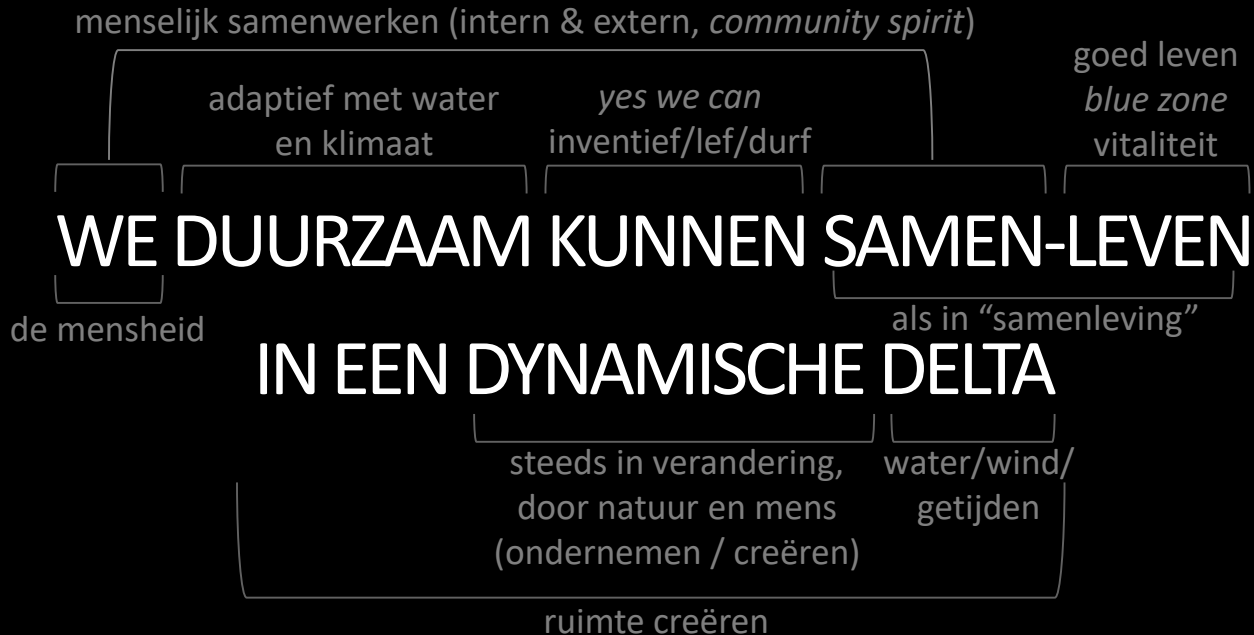 menselijk samenwerken (intern & extern, community spirit)
adaptief met water
en klimaat
yes we can
inventief/lef/durf
goed leven
blue zone
vitaliteit
WE DUURZAAM KUNNEN SAMEN-LEVEN
de mensheid
als in “samenleving”
IN EEN DYNAMISCHE DELTA
steeds in verandering,
door natuur en mens
(ondernemen / creëren)
water/wind/
getijden
ruimte creëren